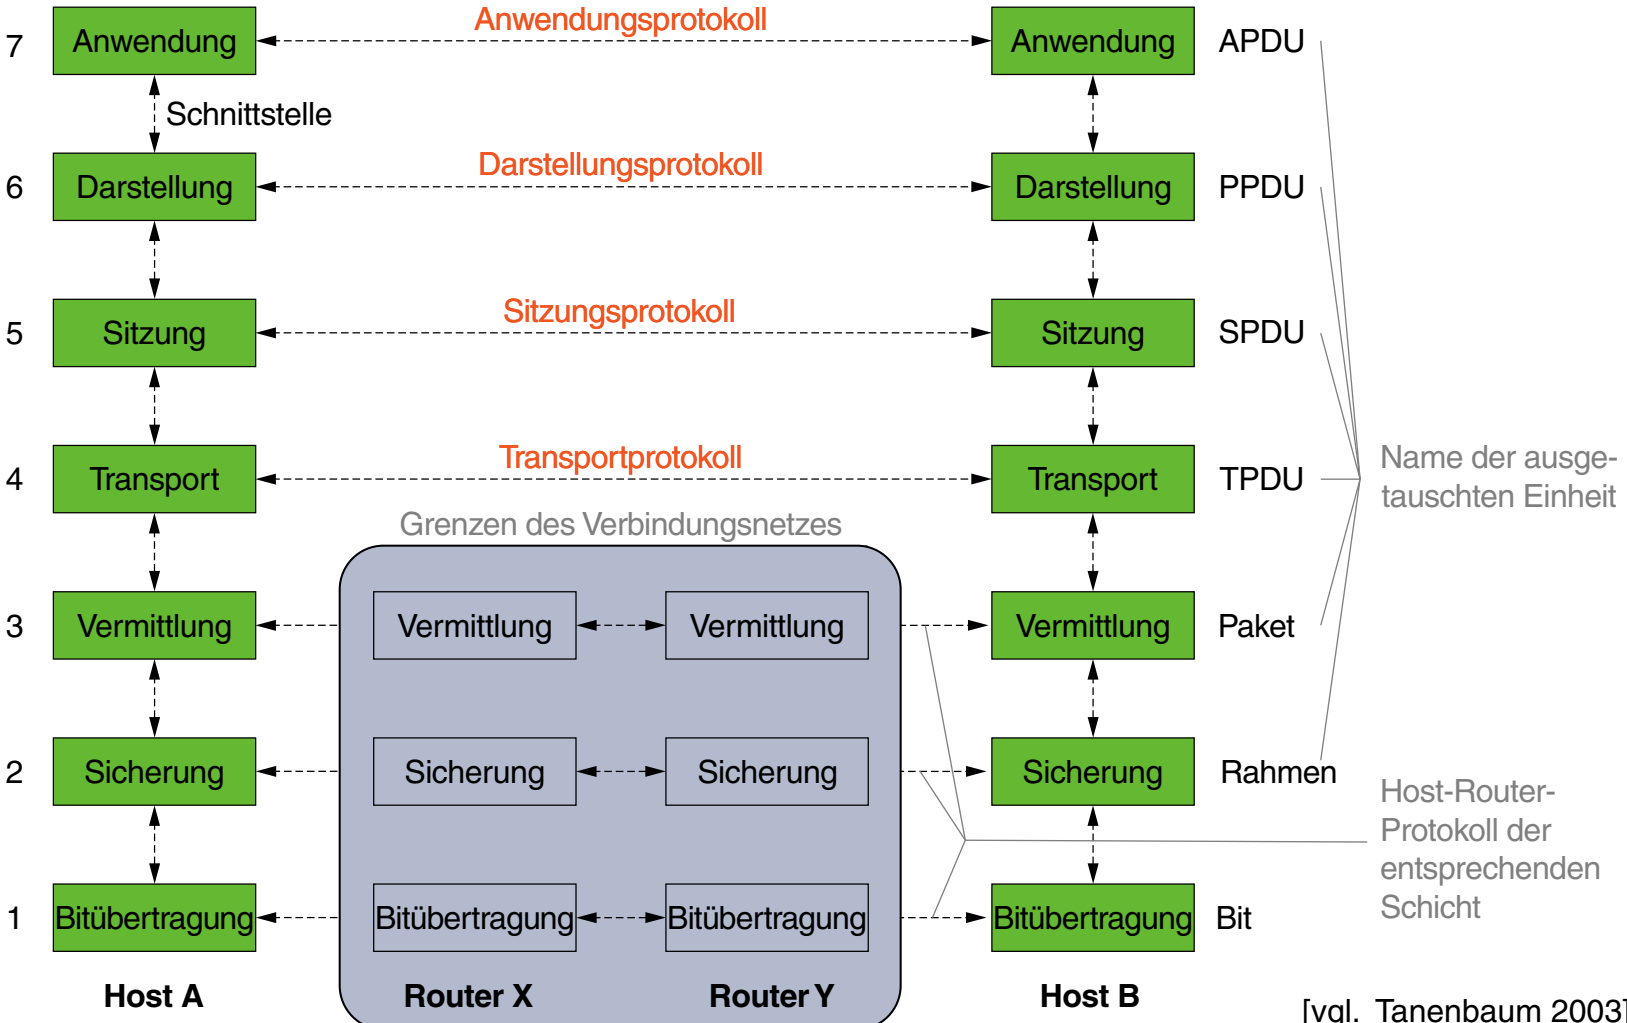 Anwendungsprotokoll
7 Anwendung Anwendung APDU
Schnittstelle
Darstellungsprotokoll
6 Darstellung Darstellung PPDU
Sitzungsprotokoll
5 Sitzung Sitzung SPDU
Transportprotokoll
4 Transport Transport TPDU
Name der ausge-
tauschten Einheit
Grenzen des Verbindungsnetzes
3 Vermittlung Vermittlung Vermittlung Vermittlung Paket
2 Sicherung Sicherung Sicherung Sicherung Rahmen
Host-Router-
Protokoll der
entsprechenden
Schicht
1 Bitübertragung Bitübertragung Bitübertragung Bitübertragung Bit
Host A Router X Router Y Host B
[vgl. Tanenbaum 2003]